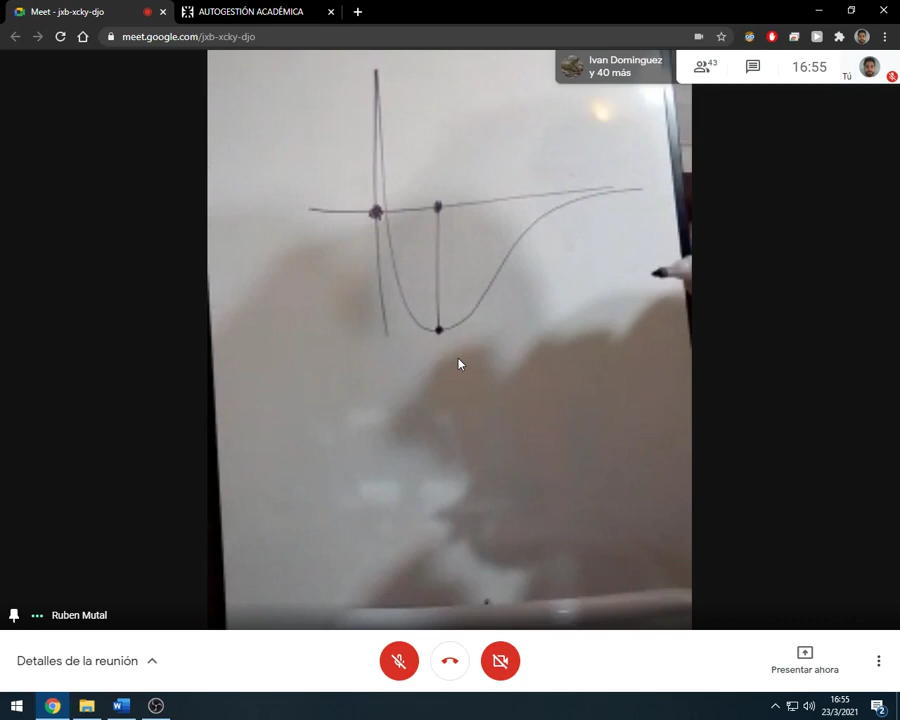 Meet - jxb-xcky-djo
AUTOGESTIÓN ACADÉMICA
meet.google.com/jxb-xcky-djo
Ivan Dominguez
y 40 más
43
16:55
Tú
Ruben Mutal
Detalles de la reunión
Presentar ahora
16:55
23/3/2021
2